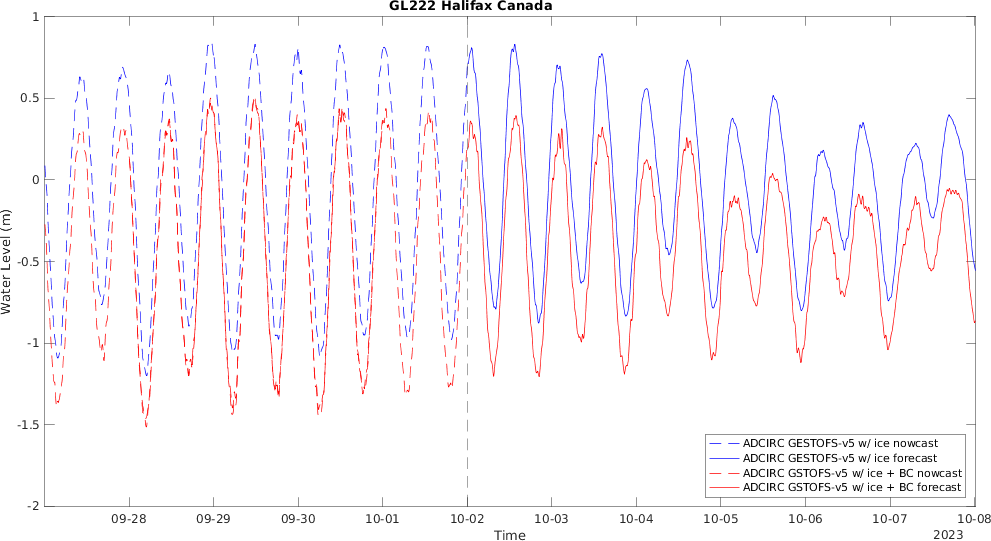 GL222 Halifax Canada
1
0.5
0
-0.5
-1
-1.5
-2
Water Level (m)
ADCIRC GESTOFS-v5 w/ ice nowcast
ADCIRC GESTOFS-v5 w/ ice forecast
ADCIRC GSTOFS-v5 w/ ice + BC nowcast
ADCIRC GSTOFS-v5 w/ ice + BC forecast
09-28 09-29 09-30 10-01 10-02 10-03 10-04 10-05 10-06 10-07 10-08
Time
2023